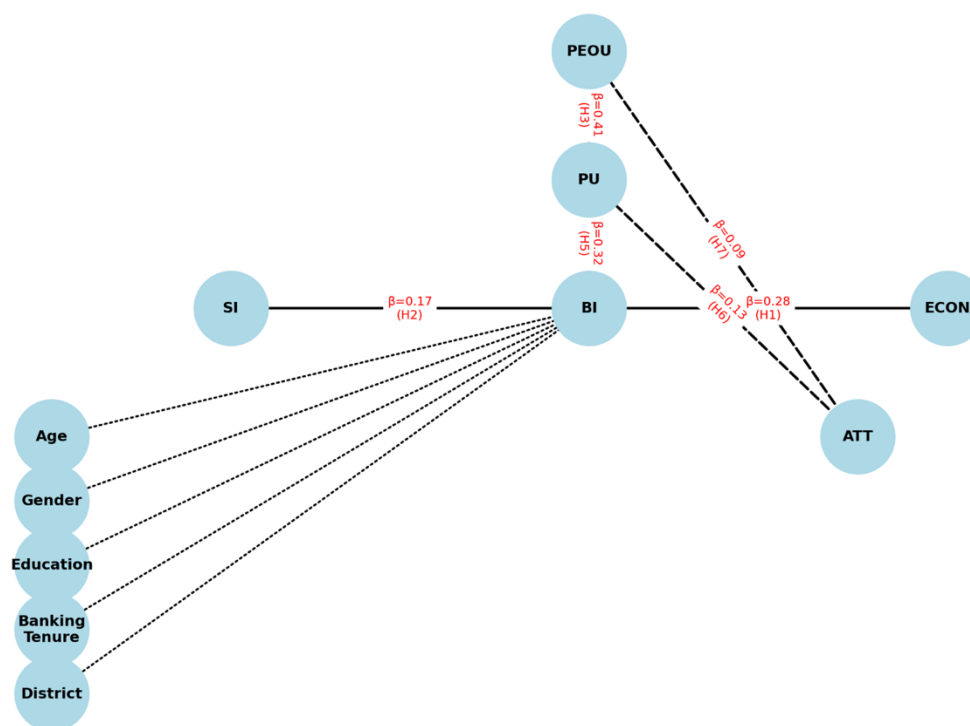 PEOU
β=0.41
(H3)
PU
β=0.09
(H7)
β=0.32
(H5)
SI
β=0.17
(H2)
BI
β=0.13
(H6)
β=0.28
(H1)
ECON
Age
ATT
Gender
Education
Banking
Tenure
District